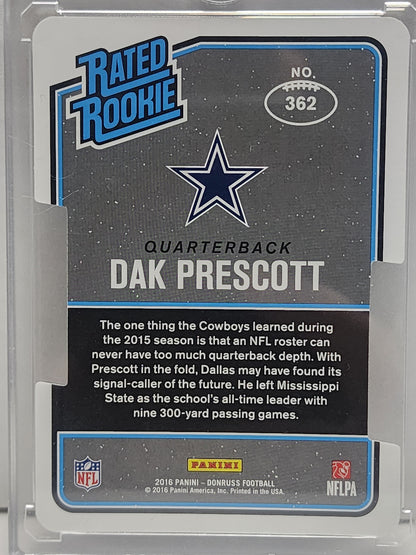 RATED
ROOKIE
NO.
362
QUARTERBACK
DAK PRESCOTT
The one thing the Cowboys learned during
the 2015 season is that an NFL roster can
never have too much quarterback depth. With
Prescott in the fold, Dallas may have found its
signal-caller of the future. He left Mississippi
State as the school's all-time leader with
nine 300-yard passing games.
NFL
PANINI
2016 PANINI – DONRUSS FOOTBALL
© 2016 Panini America, Inc. Printed in the USA.
NFLPA